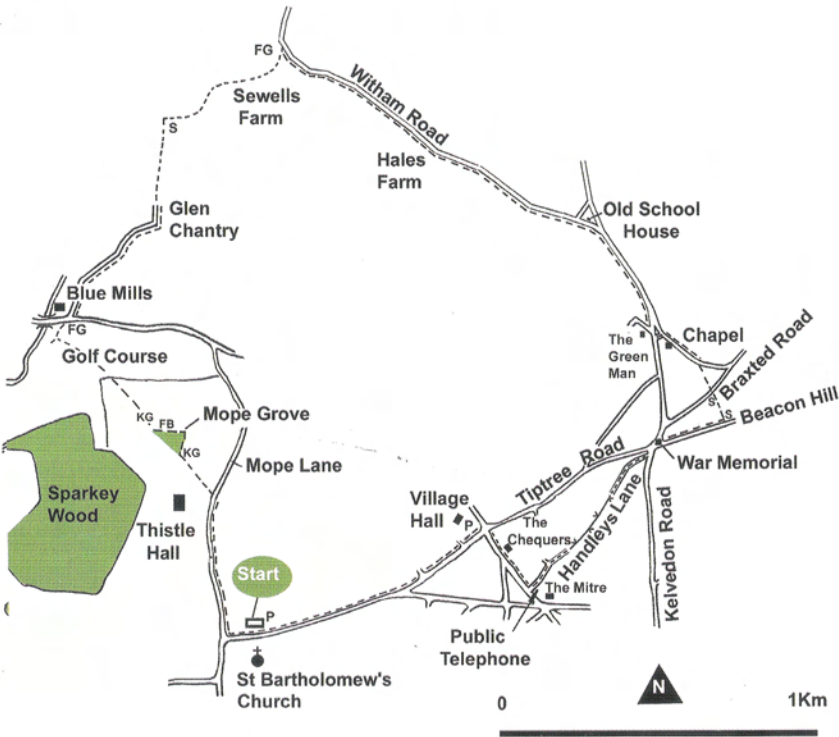 FG
Witham Road
Sewells
Farm
S
Hales
Farm
Glen
Chantry
Old School
House
Blue Mills
FG
Golf Course
The
Green
Man
Chapel
Braxted Road
S
S
Beacon Hill
KG
FB
KG
Mope Grove
Mope Lane
War Memorial
Tiptree Road
Sparkey
Wood
Thistle
Hall
Village
Hall
P
The
Chequers
Handleys Lane
Kelvedon Road
Start
P
The Mitre
Public
Telephone
St Bartholomew's
Church
N
0
1Km